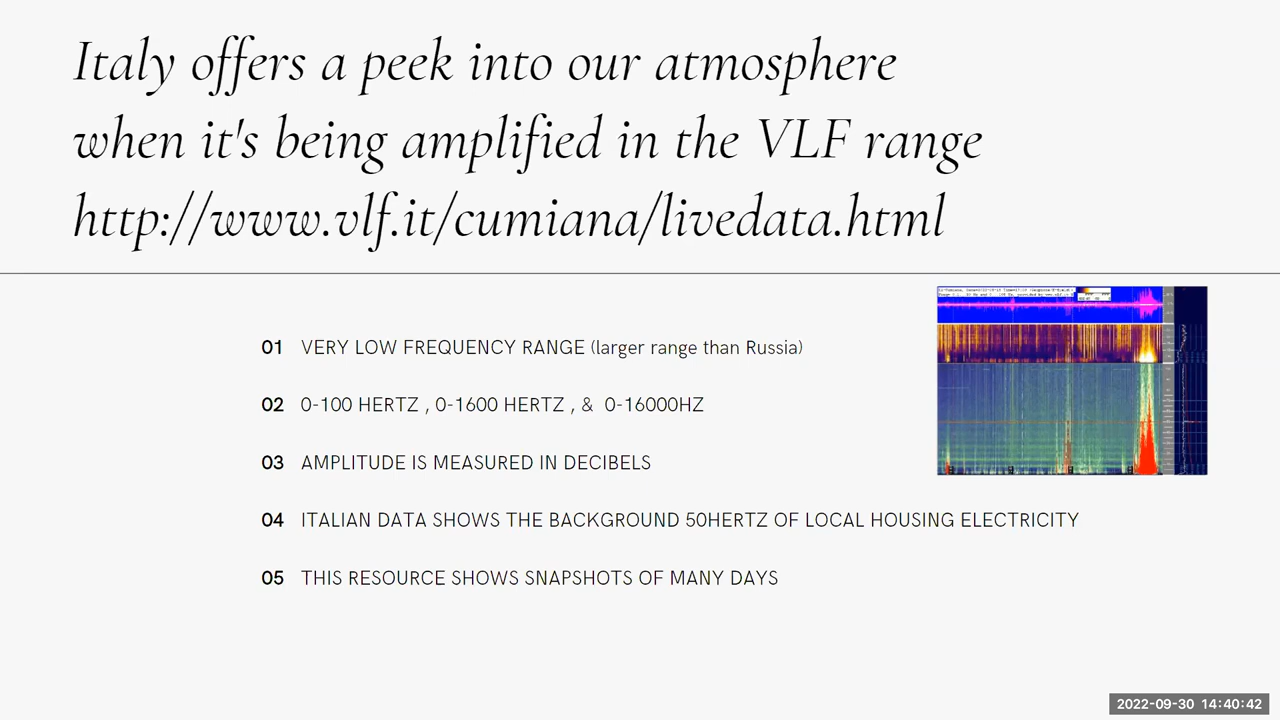 Italy offers a peek into our atmosphere
when it's being amplified in the VLF range
http://www.vlf.it/cumiana/livedata.html
01 VERY LOW FREQUENCY RANGE (larger range than Russia)
02 0-100 HERTZ , 0-1600 HERTZ , & 0-16000HZ
03 AMPLITUDE IS MEASURED IN DECIBELS
04 ITALIAN DATA SHOWS THE BACKGROUND 50HERTZ OF LOCAL HOUSING ELECTRICITY
05 THIS RESOURCE SHOWS SNAPSHOTS OF MANY DAYS
2022-09-30 14:40:42